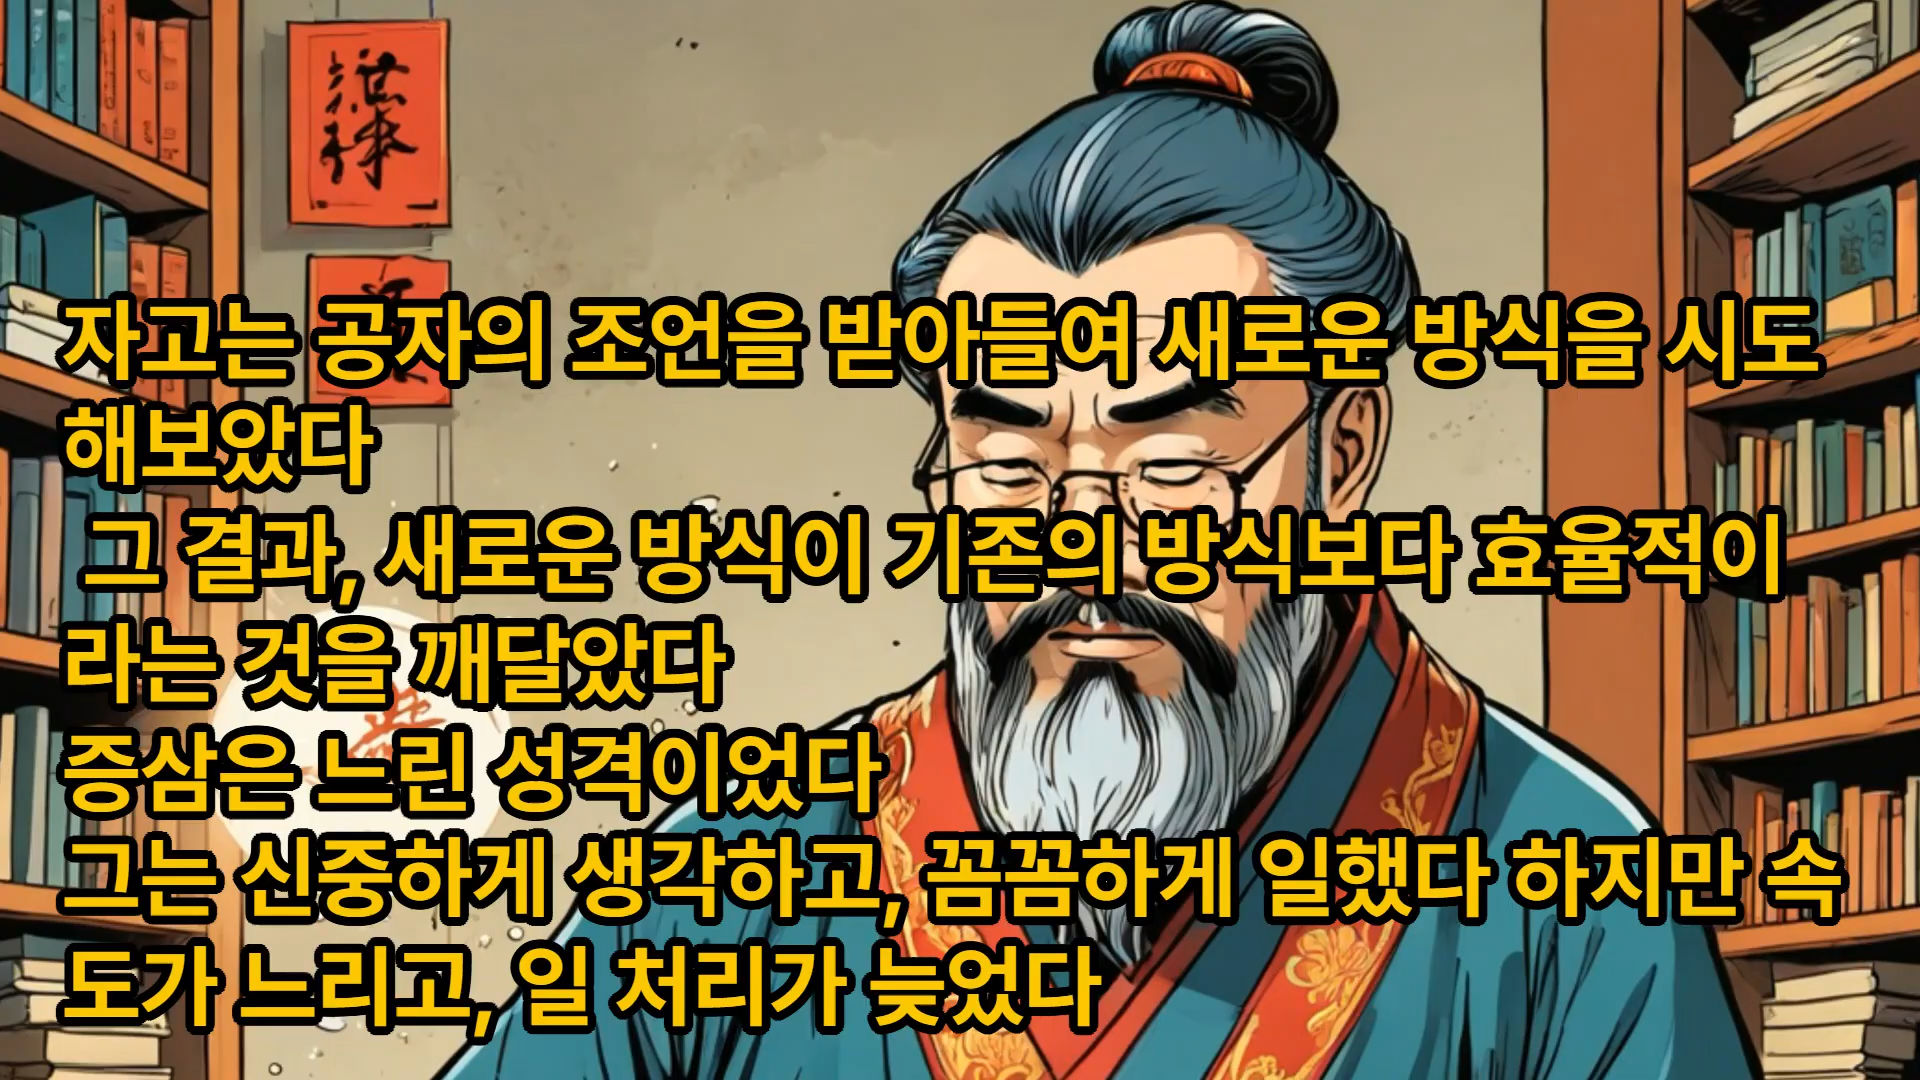 자고는 공자의 조언을 받아들여 새로운 방식을 시도
해보았다
그 결과, 새로운 방식이 기존의 방식보다 효율적이
라는 것을 깨달았다
증삼은 느린 성격이었다
그는 신중하게 생각하고, 꼼꼼하게 일했다 하지만 속
도가 느리고, 일 처리가 늦었다